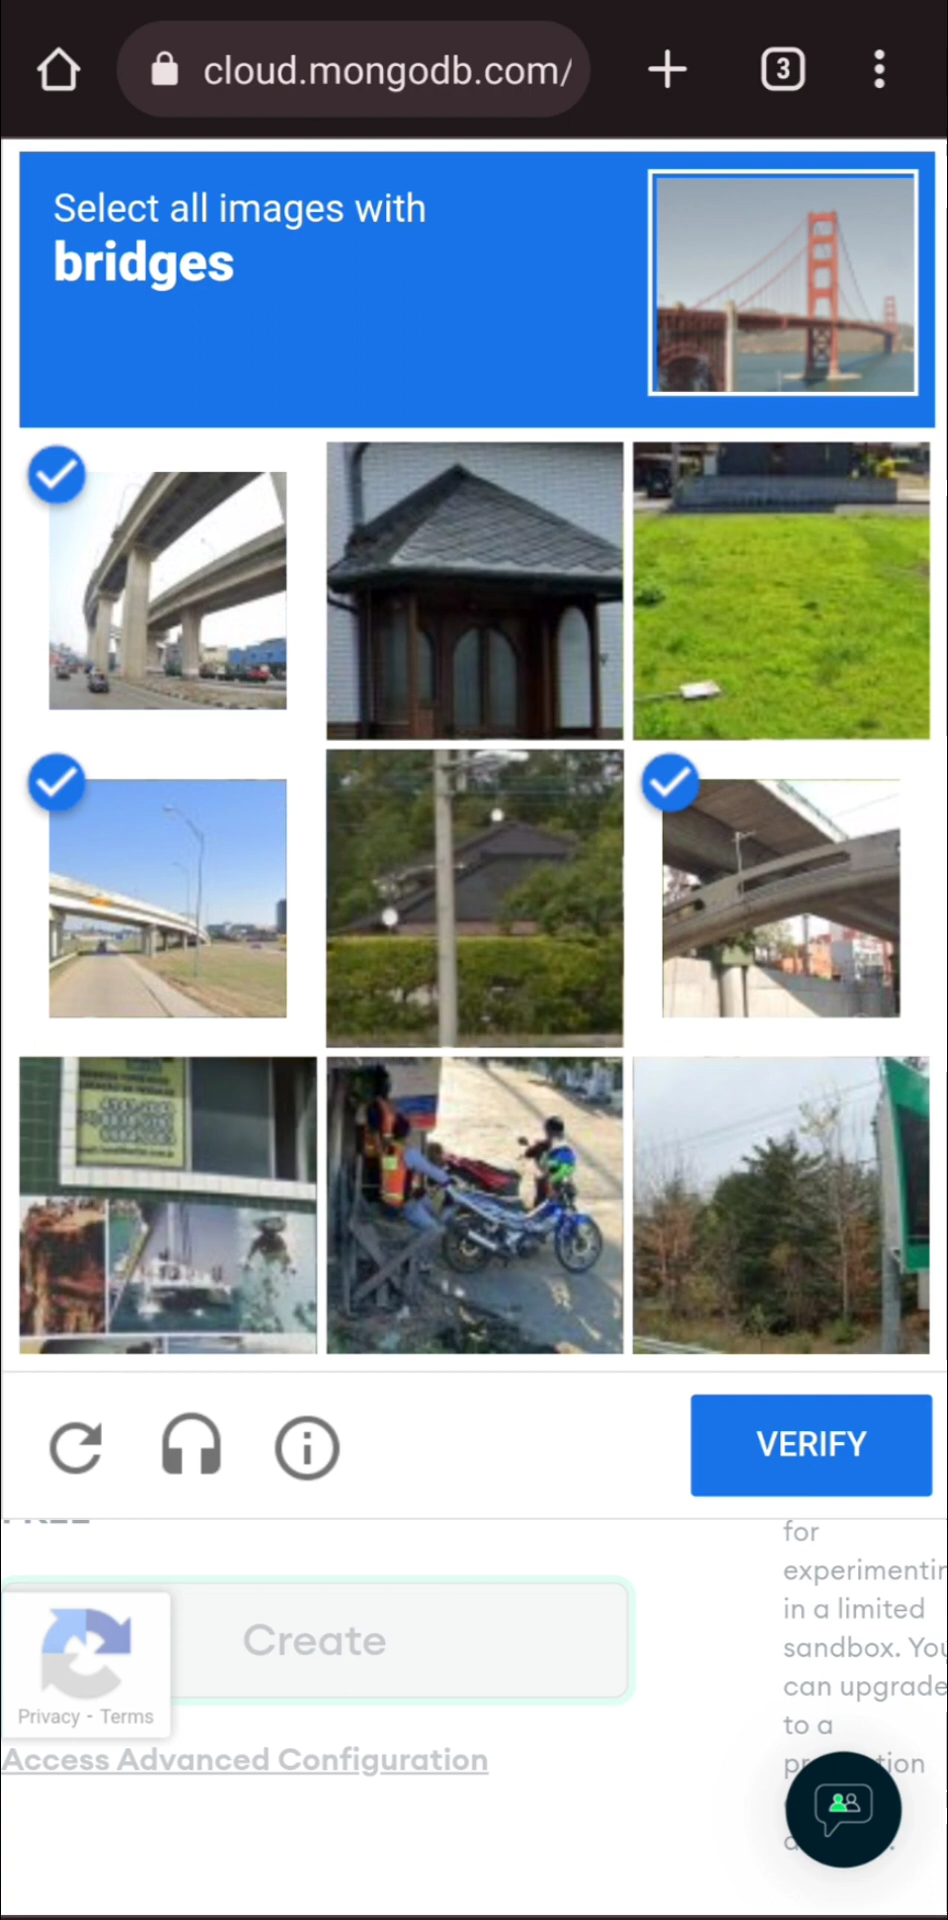 cloud.mongodb.com/
3
Select all images with
bridges
VERIFY
for
experimentin
in a limited
sandbox. You
can upgrade
to a
Create
Privacy - Terms
Access Advanced Configuration